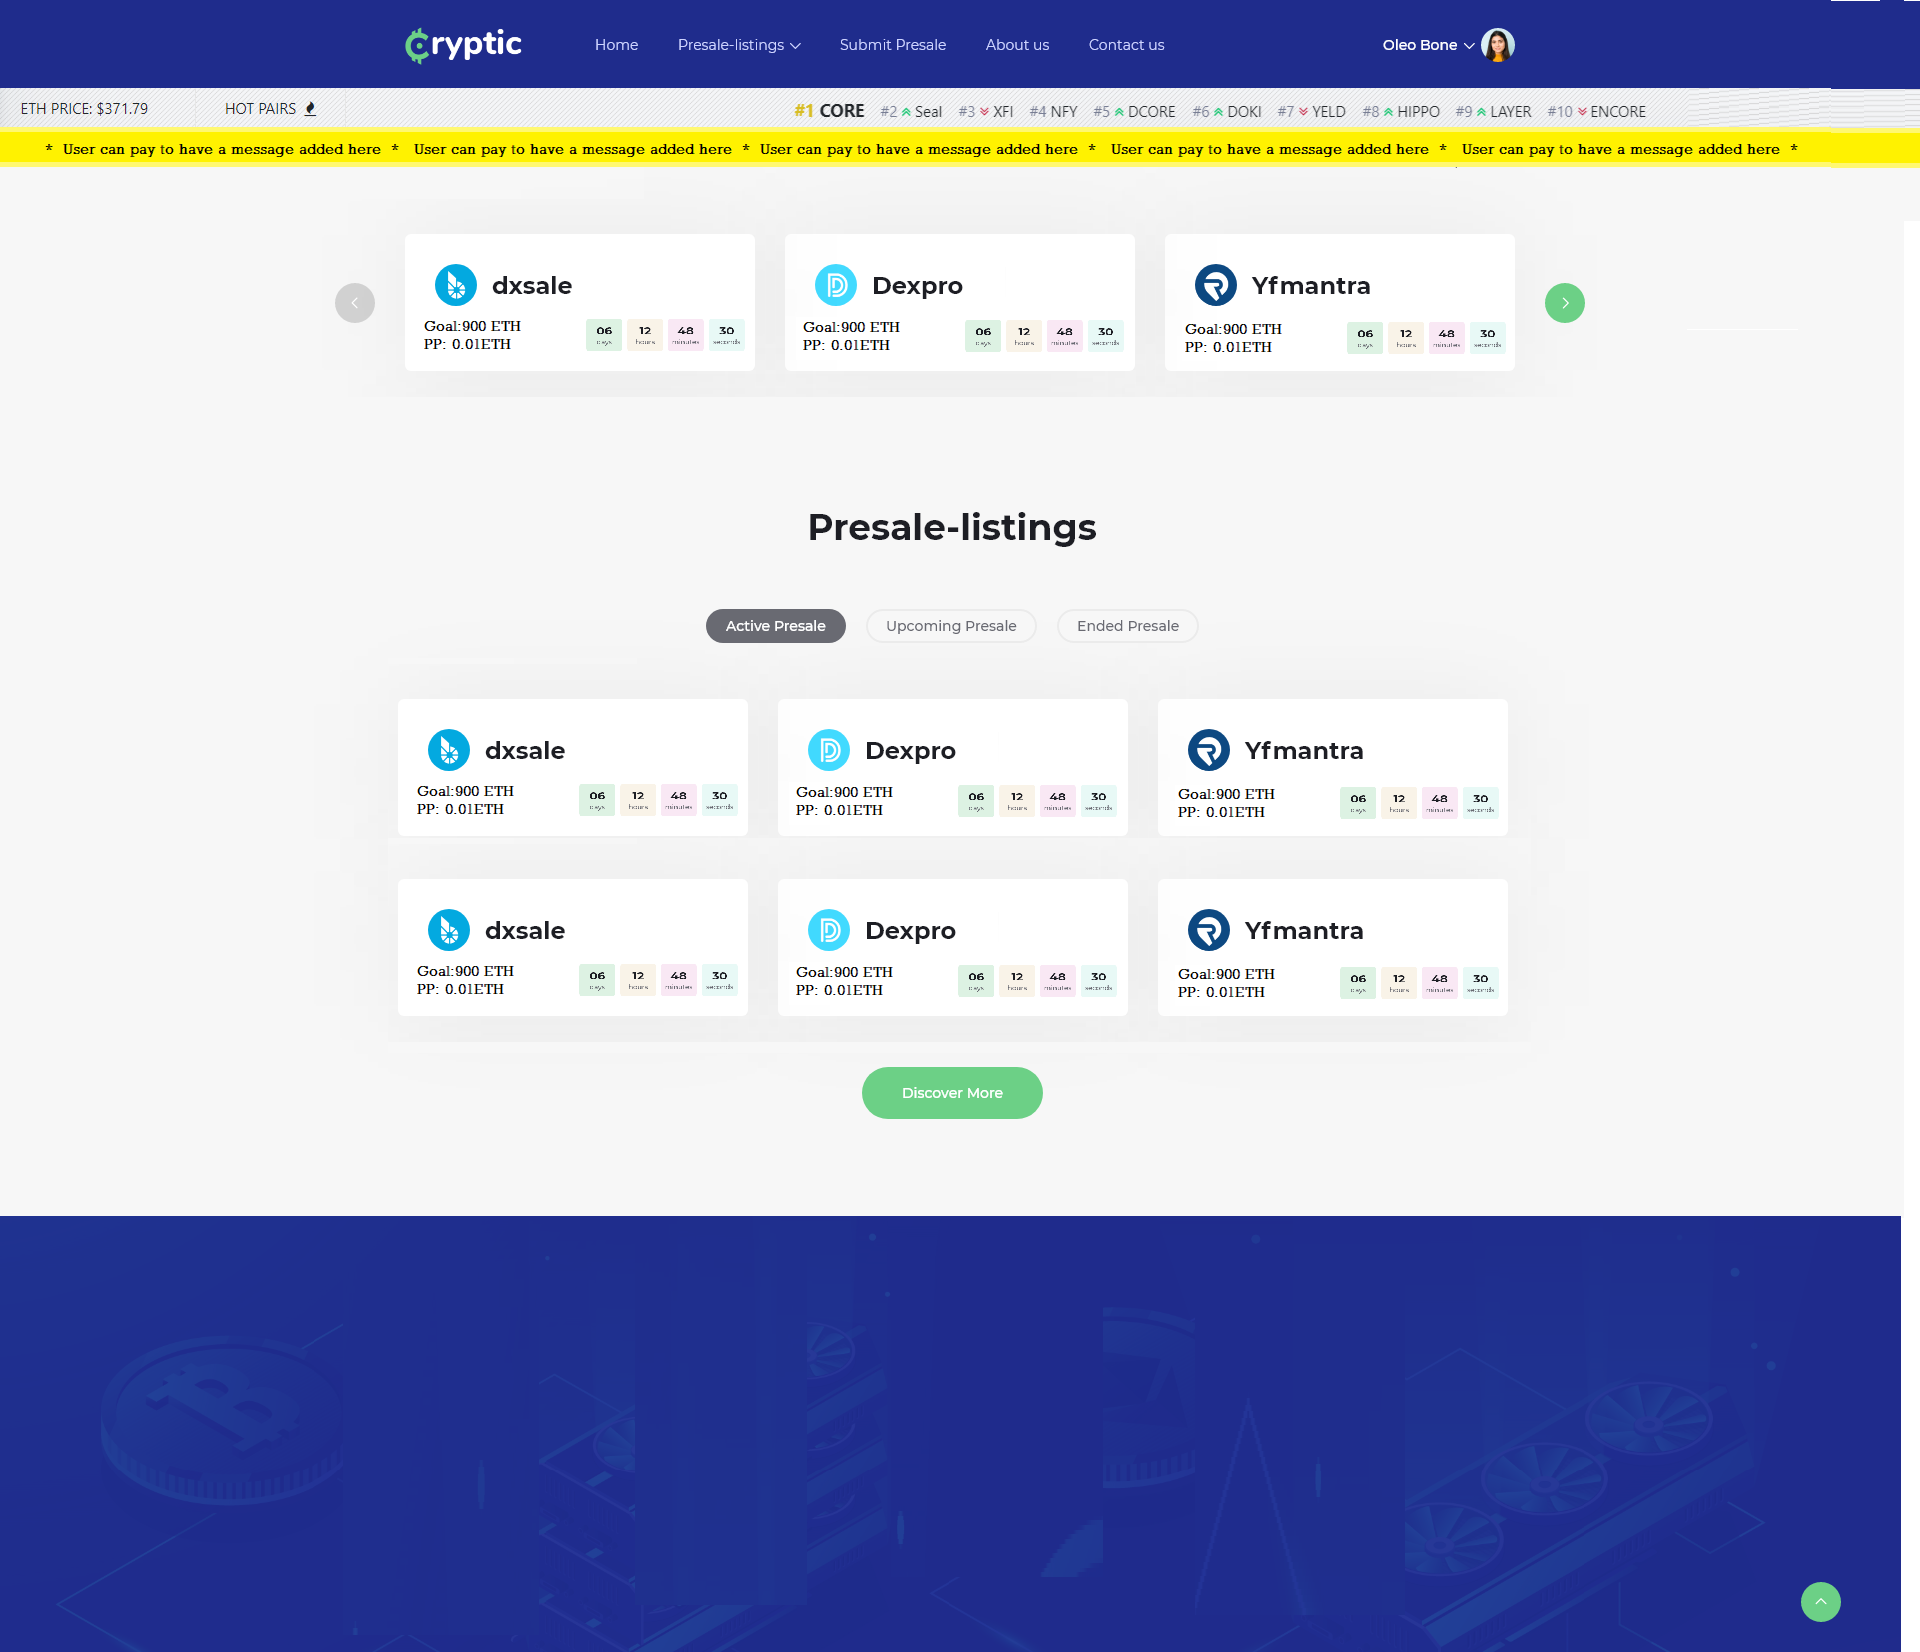 cryptic Home Presale-listings Submit Presale About us Contact us Oleo Bone
ETH PRICE: $371.79 HOT PAIRS #1 CORE #2 Seal #3 XFI #4 NFY #5 DCORE #6 DOKI #7 YELD #8 HIPPO #9 LAYER #10 ENCORE
* User can pay to have a message added here * User can pay to have a message added here * User can pay to have a message added here * User can pay to have a message added here * User can pay to have a message added here *
dxsale
Goal:900 ETH
PP: 0.01ETH
06 12 48 30
days hours minutes seconds
Dexpro
Goal:900 ETH
PP: 0.01ETH
06 12 48 30
days hours minutes seconds
Yfmantra
Goal:900 ETH
PP: 0.01ETH
06 12 48 30
days hours minutes seconds
Presale-listings
Active Presale Upcoming Presale Ended Presale
dxsale
Goal:900 ETH
PP: 0.01ETH
06 12 48 30
days hours minutes seconds
Dexpro
Goal:900 ETH
PP: 0.01ETH
06 12 48 30
days hours minutes seconds
Yfmantra
Goal:900 ETH
PP: 0.01ETH
06 12 48 30
days hours minutes seconds
dxsale
Goal:900 ETH
PP: 0.01ETH
06 12 48 30
days hours minutes seconds
Dexpro
Goal:900 ETH
PP: 0.01ETH
06 12 48 30
days hours minutes seconds
Yfmantra
Goal:900 ETH
PP: 0.01ETH
06 12 48 30
days hours minutes seconds
Discover More